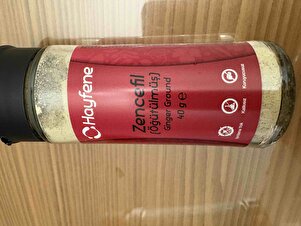 Hayfene
Zencefil
(Öğütülmüş)
Ginger Ground
40 g e